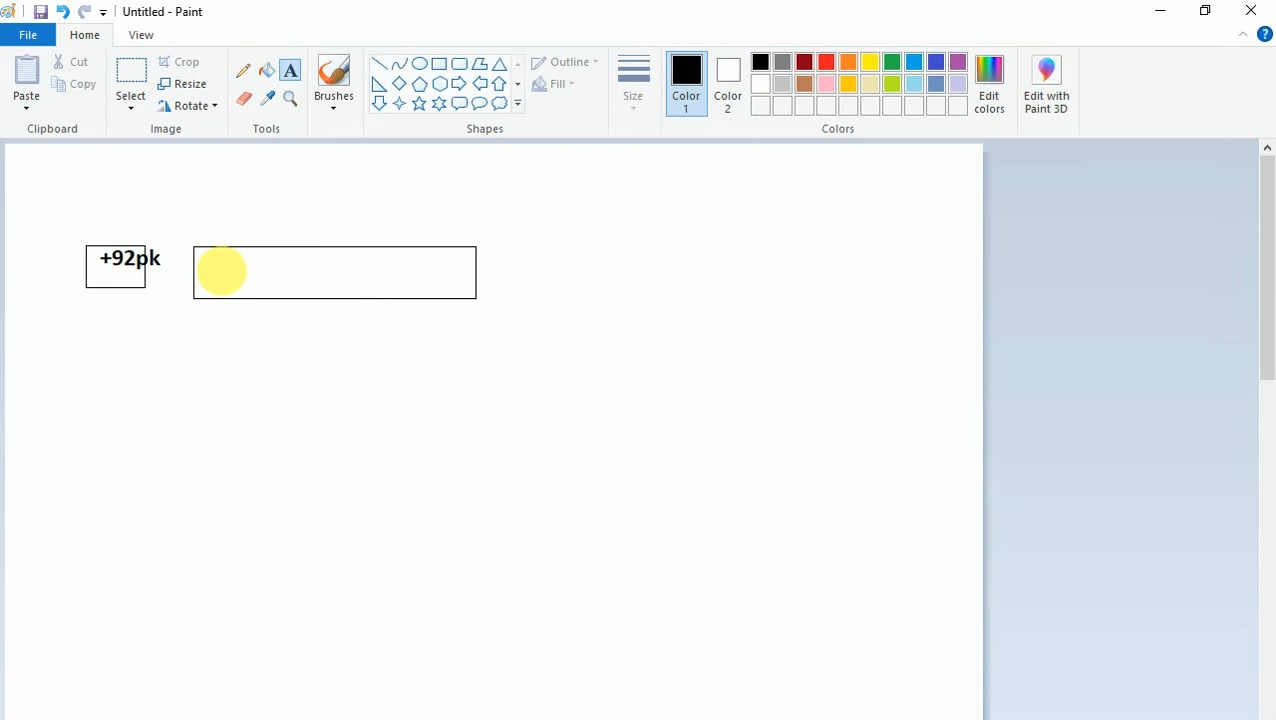 Untitled - Paint
File
Home
View
Paste
Cut
Copy
Clipboard
Select
Crop
Resize
Rotate
Image
A
Tools
Brushes
Outline
Fill
Shapes
Size
Color 1
Color 2
Edit colors
Colors
Edit with Paint 3D
?
+92pk